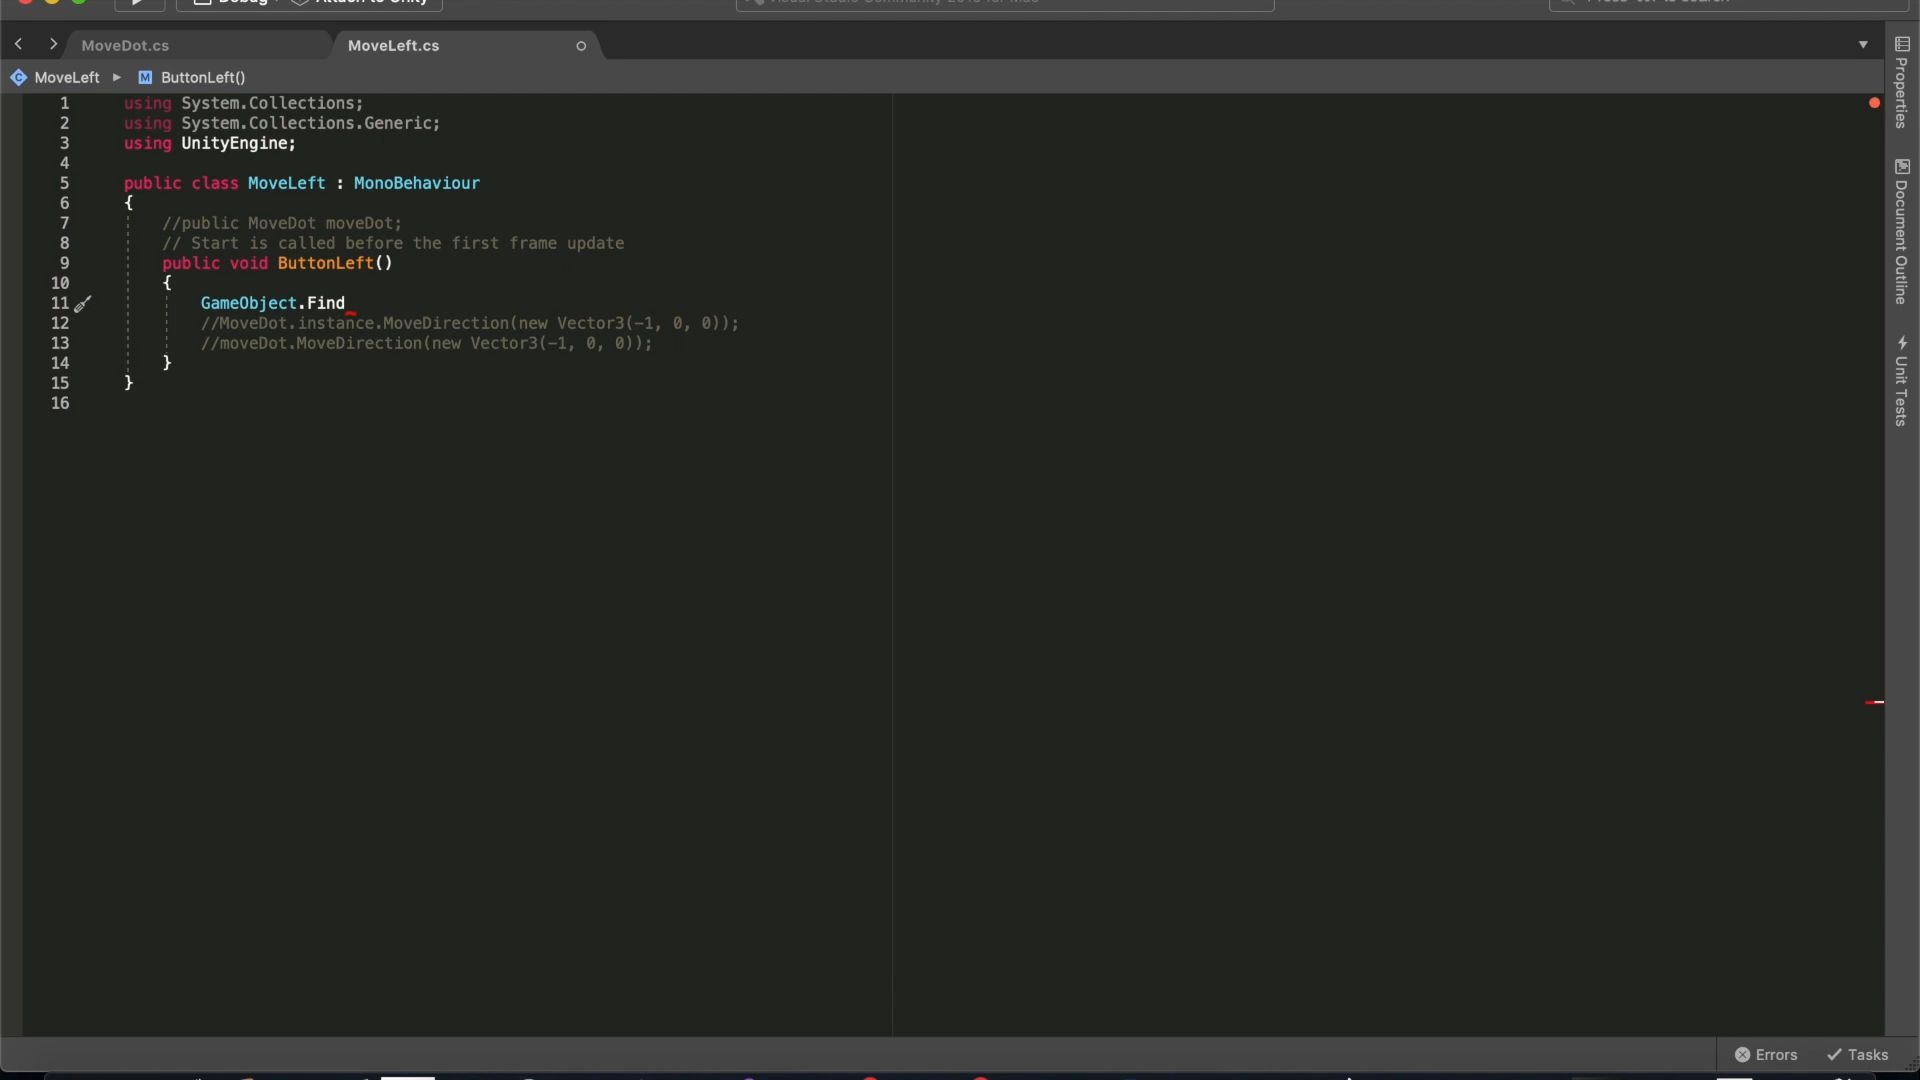 MoveDot.cs
MoveLeft.cs
MoveLeft ▸ ButtonLeft()
1 using System.Collections;
2 using System.Collections.Generic;
3 using UnityEngine;
4
5 public class MoveLeft : MonoBehaviour
6 {
7 //public MoveDot moveDot;
8 // Start is called before the first frame update
9 public void ButtonLeft()
10 {
11 GameObject.Find
12 //MoveDot.instance.MoveDirection(new Vector3(-1, 0, 0));
13 //moveDot.MoveDirection(new Vector3(-1, 0, 0));
14 }
15 }
16
Properties
Document Outline
Unit Tests
Errors
Tasks